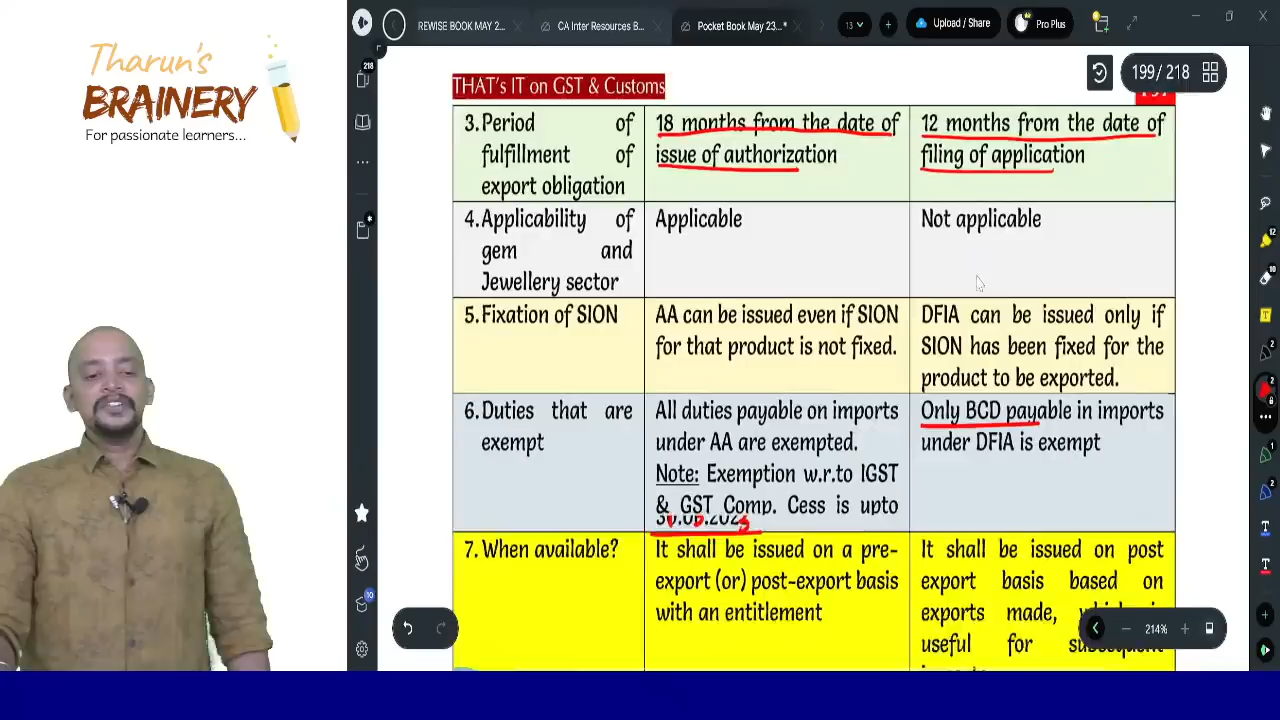 Tharun's
BRAINERY
For passionate learners...
REWISE BOOK MAY 2...
CA Inter Resources B...
Pocket Book May 23...*
13
Upload / Share
Pro Plus
218
THAT's IT on GST & Customs
199 / 218
3. Period of fulfillment of export obligation
18 months from the date of issue of authorization
12 months from the date of filing of application
4. Applicability of gem and Jewellery sector
Applicable
Not applicable
5. Fixation of SION
AA can be issued even if SION for that product is not fixed.
DFIA can be issued only if SION has been fixed for the product to be exported.
6. Duties that are exempt
All duties payable on imports under AA are exempted.
Note: Exemption w.r.to IGST & GST Comp. Cess is upto
Only BCD payable in imports under DFIA is exempt
7. When available?
It shall be issued on a pre-export (or) post-export basis with an entitlement
It shall be issued on post export basis based on exports made,
useful for
214%